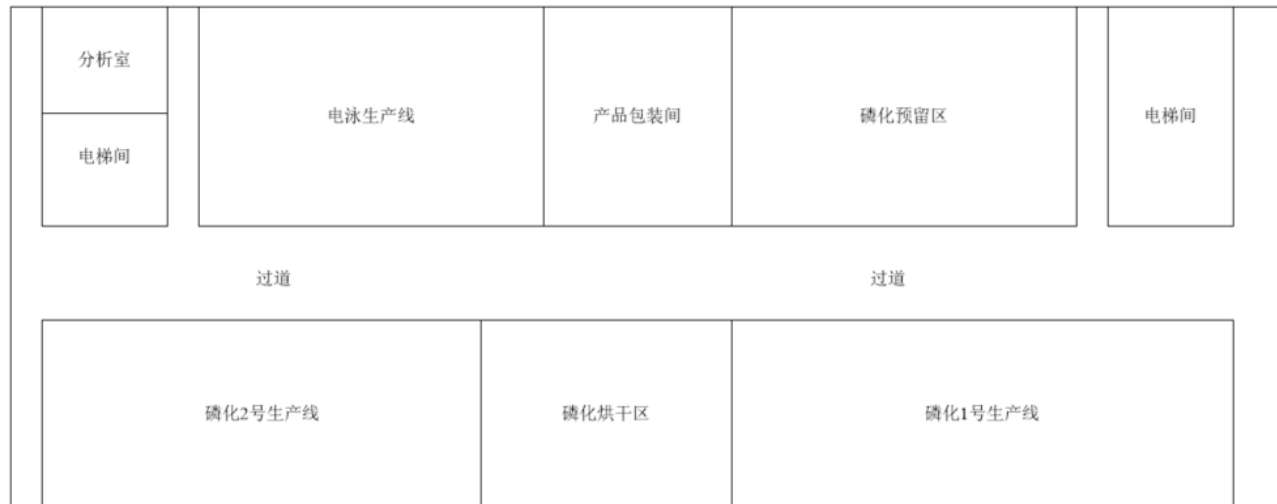 分析室
电泳生产线
产品包装间
磷化预留区
电梯间
电梯间
过道
过道
磷化2号生产线
磷化烘干区
磷化1号生产线